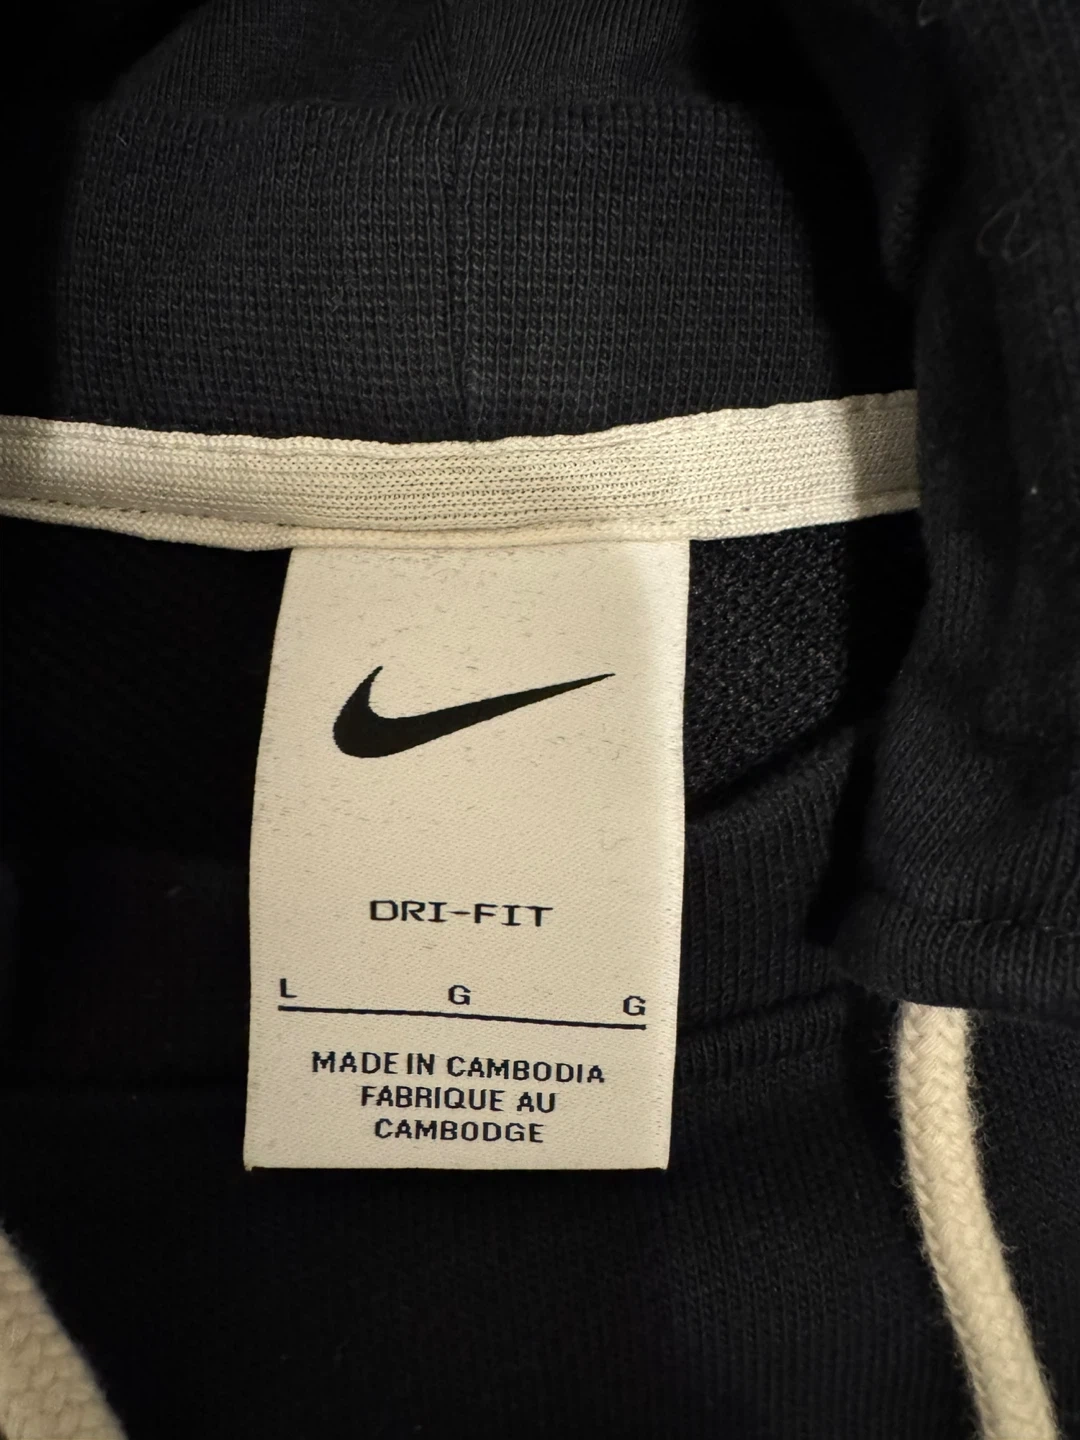 DRI-FIT
L G G
MADE IN CAMBODIA
FABRIQUE AU
CAMBODGE